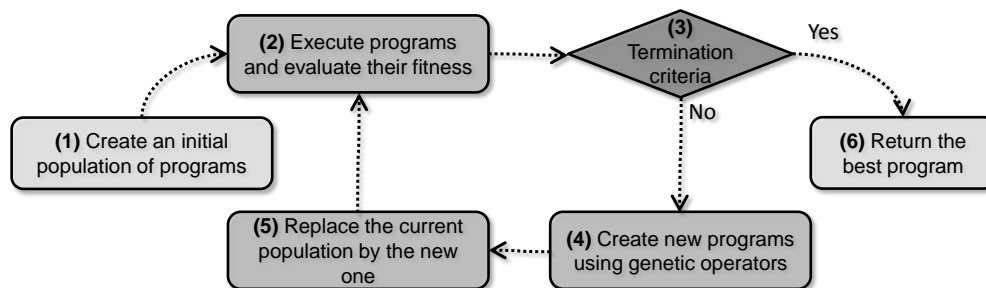 (2) Execute programs
and evaluate their fitness
(3)
Termination
criteria
Yes
No
(1) Create an initial
population of programs
(6) Return the
best program
(5) Replace the current
population by the new
one
(4) Create new programs
using genetic operators